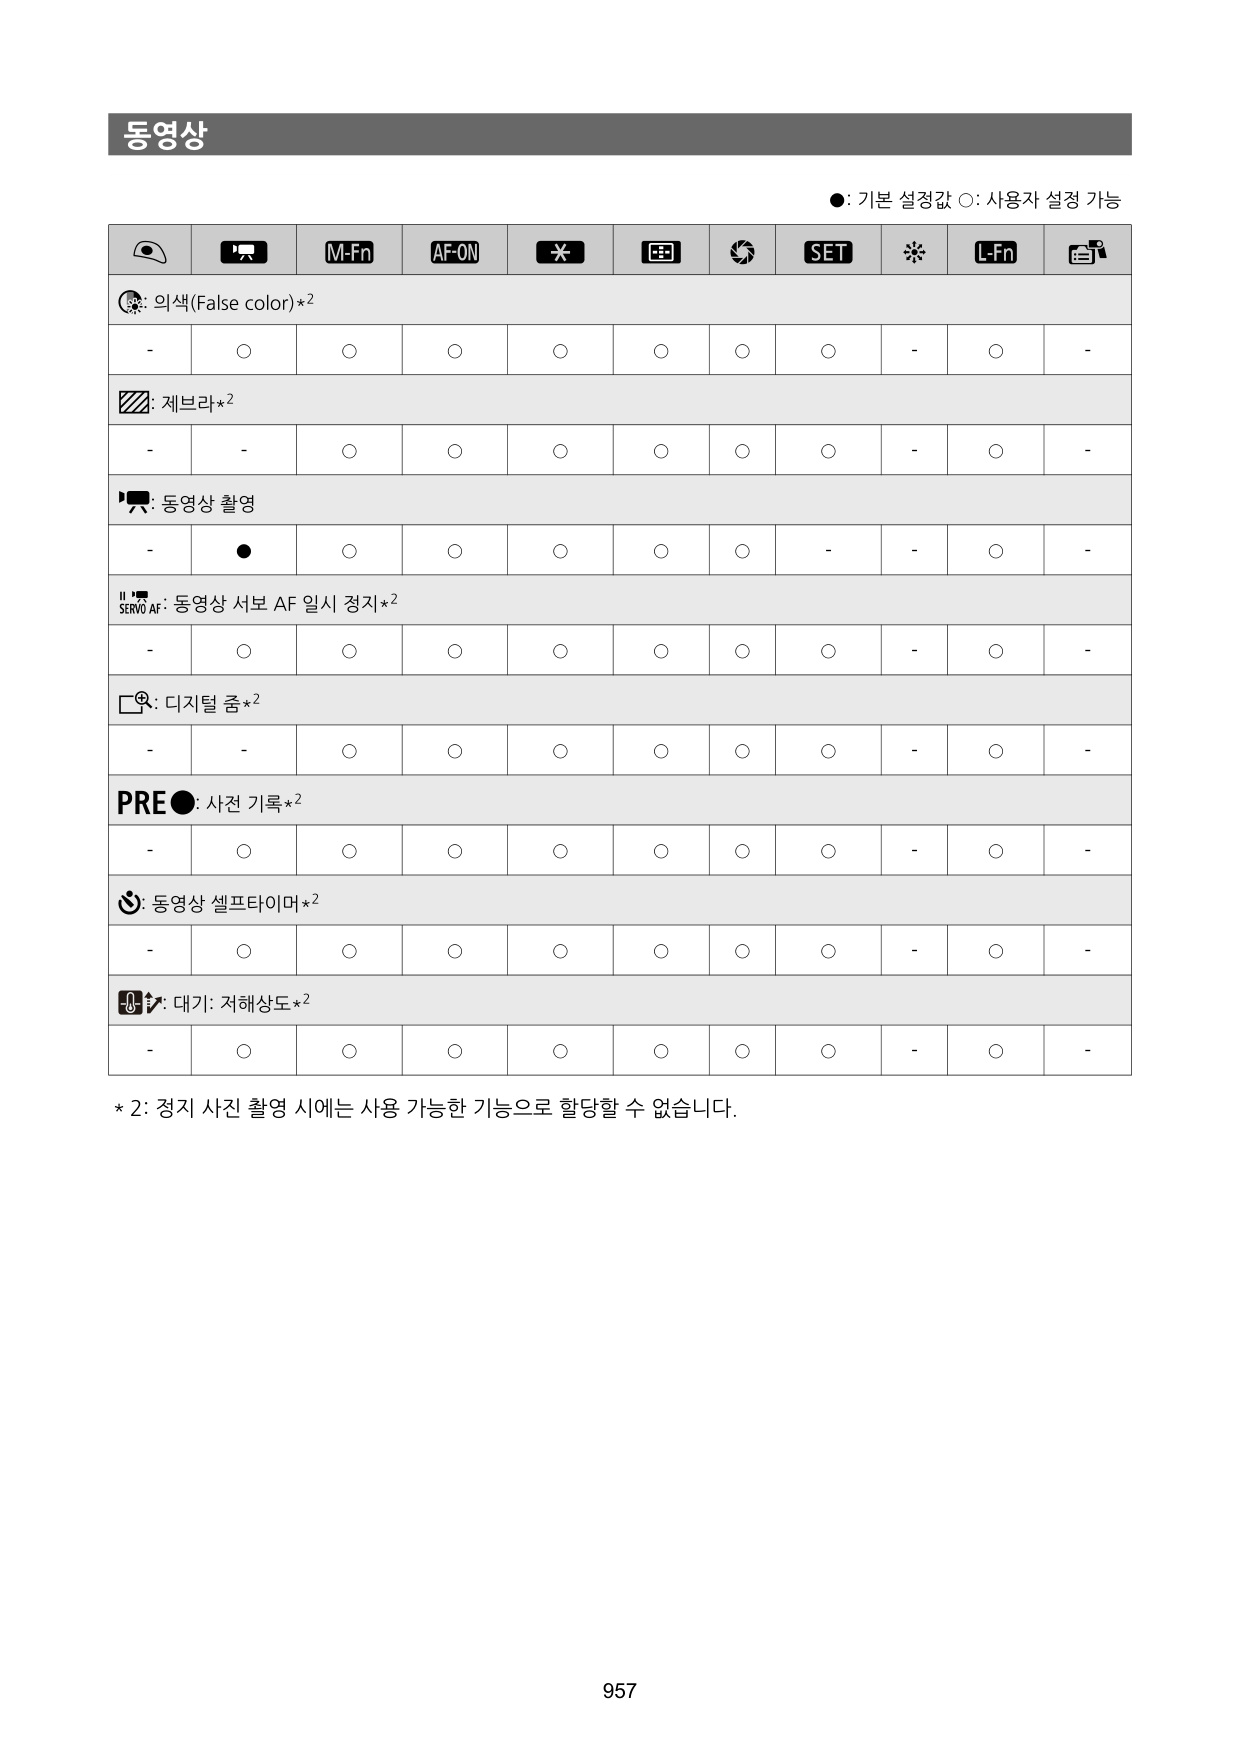 동영상
●: 기본 설정값 ○: 사용자 설정 가능
M-Fn AF-ON SET L-Fn
: 의색(False color)*2
- ○ ○ ○ ○ ○ ○ ○ - ○ -
: 제브라*2
- - ○ ○ ○ ○ ○ ○ - ○ -
: 동영상 촬영
- ● ○ ○ ○ ○ ○ - - ○ -
SERVO AF: 동영상 서보 AF 일시 정지*2
- ○ ○ ○ ○ ○ ○ ○ - ○ -
: 디지털 줌*2
- - ○ ○ ○ ○ ○ ○ - ○ -
PRE●: 사전 기록*2
- ○ ○ ○ ○ ○ ○ ○ - ○ -
: 동영상 셀프타이머*2
- ○ ○ ○ ○ ○ ○ ○ - ○ -
: 대기: 저해상도*2
- ○ ○ ○ ○ ○ ○ ○ - ○ -
* 2: 정지 사진 촬영 시에는 사용 가능한 기능으로 할당할 수 없습니다.
957